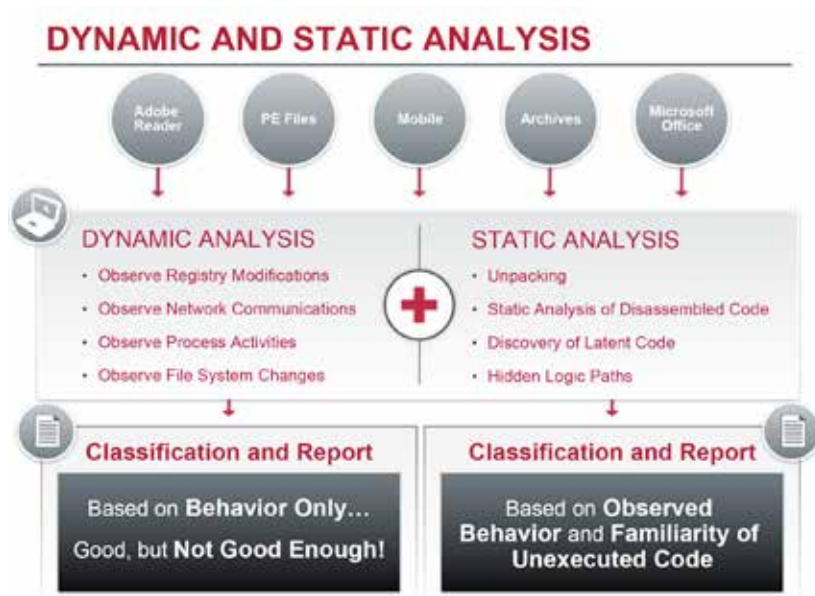 DYNAMIC AND STATIC ANALYSIS
Adobe
Reader
PE Files
Mobile
Archives
Microsoft
Office
DYNAMIC ANALYSIS
• Observe Registry Modifications
• Observe Network Communications
• Observe Process Activities
• Observe File System Changes
STATIC ANALYSIS
• Unpacking
• Static Analysis of Disassembled Code
• Discovery of Latent Code
• Hidden Logic Paths
Classification and Report
Based on Behavior Only...
Good, but Not Good Enough!
Classification and Report
Based on Observed
Behavior and Familiarity of
Unexecuted Code